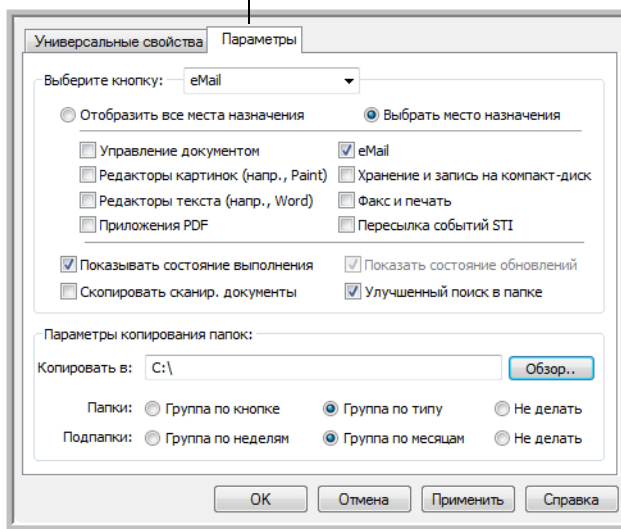 Универсальные свойства Параметры
Выберите кнопку: eMail
Отобразить все места назначения Выбрать место назначения
Управление документом eMail
Редакторы картинок (напр., Paint) Хранение и запись на компакт-диск
Редакторы текста (напр., Word) Факс и печать
Приложения PDF Пересылка событий STI
Показывать состояние выполнения Показать состояние обновлений
Скопировать сканир. документы Улучшенный поиск в папке
Параметры копирования папок:
Копировать в: C:\ Обзор..
Папки: Группа по кнопке Группа по типу Не делать
Подпапки: Группа по неделям Группа по месяцам Не делать
OK Отмена Применить Справка